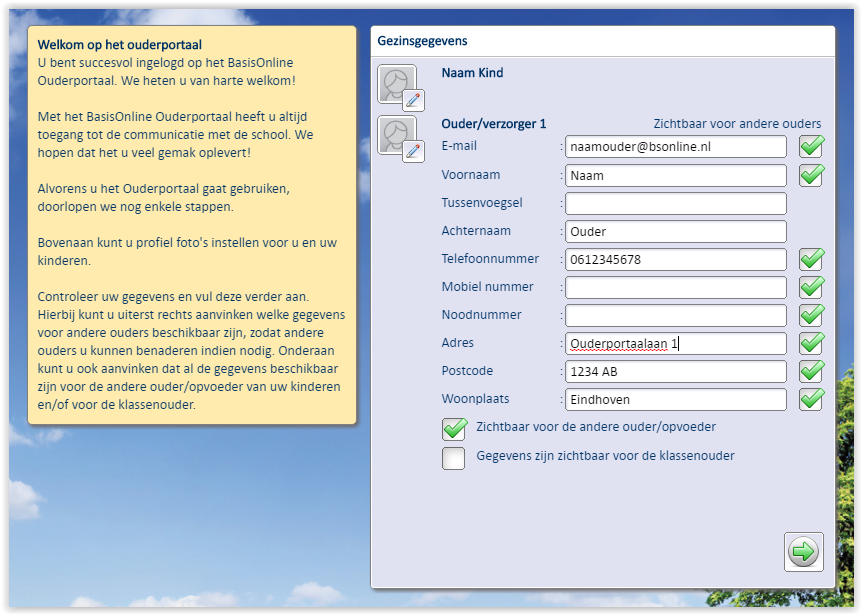 Welkom op het ouderportaal
U bent succesvol ingelogd op het BasisOnline
Ouderportaal. We heten u van harte welkom!
Met het BasisOnline Ouderportaal heeft u altijd
toegang tot de communicatie met de school. We
hopen dat het u veel gemak oplevert!
Alvorens u het Ouderportaal gaat gebruiken,
doorlopen we nog enkele stappen.
Bovenaan kunt u profiel foto's instellen voor u en uw
kinderen.
Controleer uw gegevens en vul deze verder aan.
Hierbij kunt u uiterst rechts aanvinken welke gegevens
voor andere ouders beschikbaar zijn, zodat andere
ouders u kunnen benaderen indien nodig. Onderaan
kunt u ook aanvinken dat al de gegevens beschikbaar
zijn voor de andere ouder/opvoeder van uw kinderen
en/of voor de klassenouder.
Gezinsgegevens
Naam Kind
Ouder/verzorger 1 Zichtbaar voor andere ouders
E-mail : naamouder@bsonline.nl
Voornaam : Naam
Tussenvoegsel :
Achternaam : Ouder
Telefoonnummer : 0612345678
Mobiel nummer :
Noodnummer :
Adres : Ouderportaalaan 1
Postcode : 1234 AB
Woonplaats : Eindhoven
Zichtbaar voor de andere ouder/opvoeder
Gegevens zijn zichtbaar voor de klassenouder